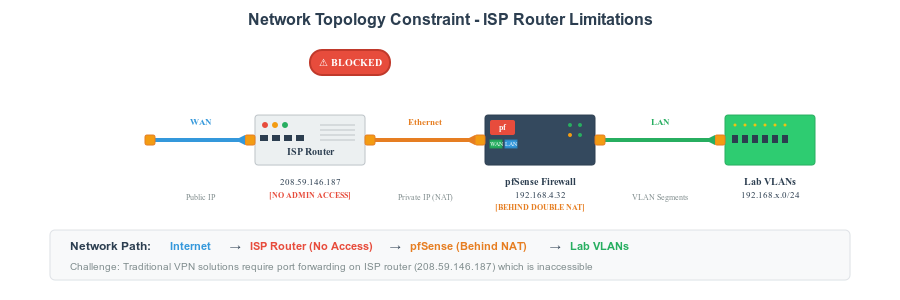 Network Topology Constraint - ISP Router Limitations
⚠ BLOCKED
WAN
Ethernet
LAN
pf
WAN LAN
ISP Router
208.59.146.187
[NO ADMIN ACCESS]
pfSense Firewall
192.168.4.32
[BEHIND DOUBLE NAT]
Lab VLANs
192.168.x.0/24
Public IP
Private IP (NAT)
VLAN Segments
Network Path: Internet → ISP Router (No Access) → pfSense (Behind NAT) → Lab VLANs
Challenge: Traditional VPN solutions require port forwarding on ISP router (208.59.146.187) which is inaccessible